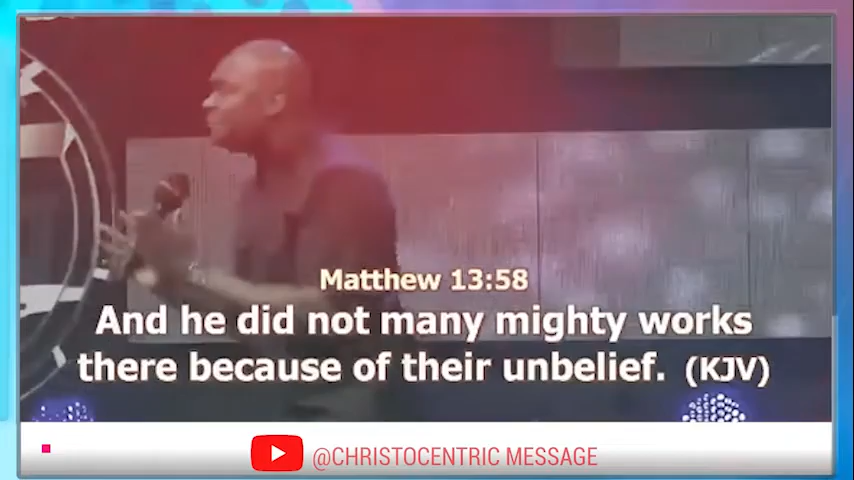 Matthew 13:58
And he did not many mighty works
there because of their unbelief. (KJV)
@CHRISTOCENTRIC MESSAGE